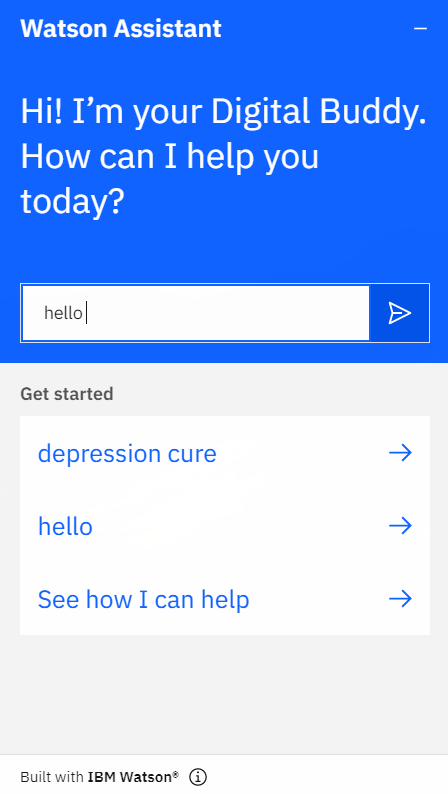 Watson Assistant
Hi! I’m your Digital Buddy.
How can I help you
today?
hello
Get started
depression cure
hello
See how I can help
Built with IBM Watson®